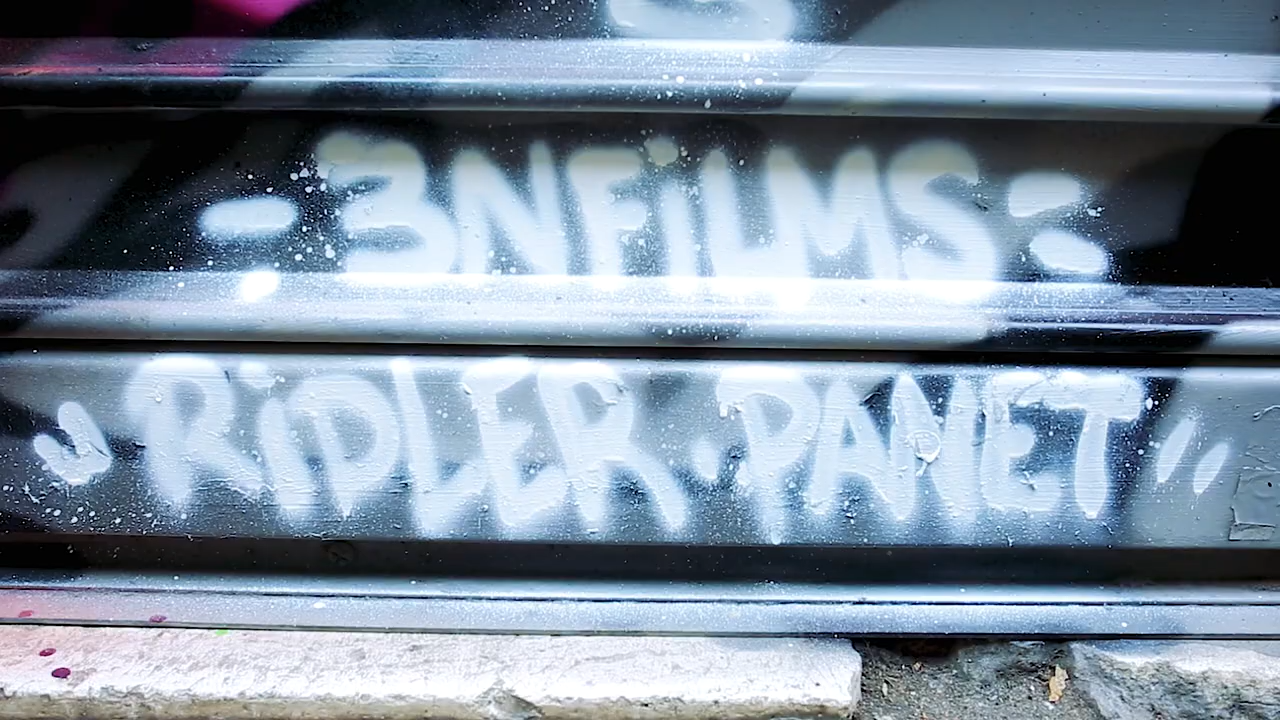 - 3NFiLMS :
"RiDLER. PANET"